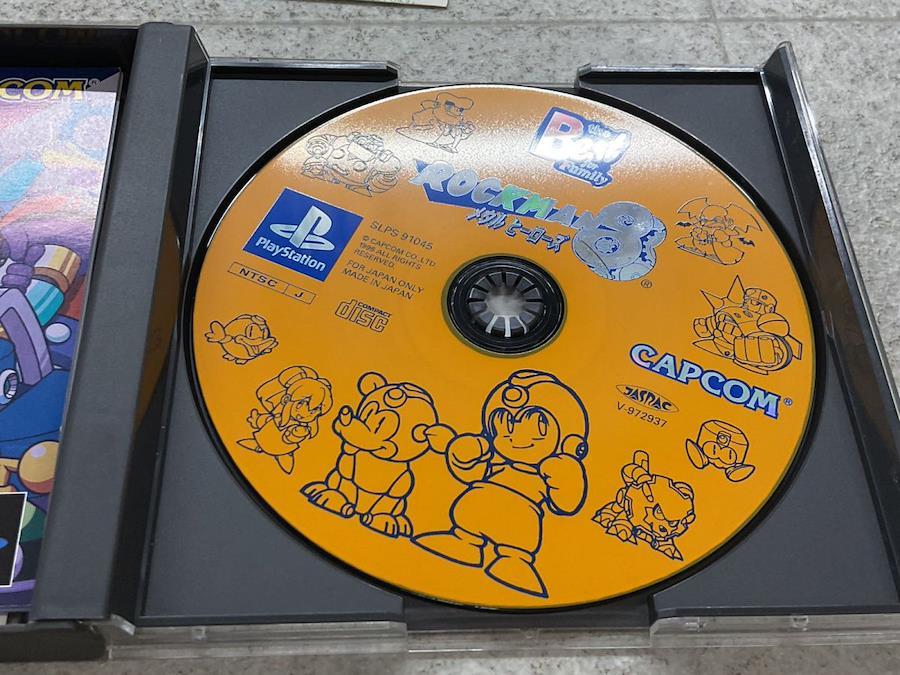 COM®
the
Best
for
Family
ROCKMAN 8
メタルヒーローズ
®
PlayStation
SLPS 91045
© CAPCOM CO., LTD.
1996 ALL RIGHTS
RESERVED.
FOR JAPAN ONLY
MADE IN JAPAN
NTSC J
COMPACT
disc
CAPCOM®
JASRAC
V-972937